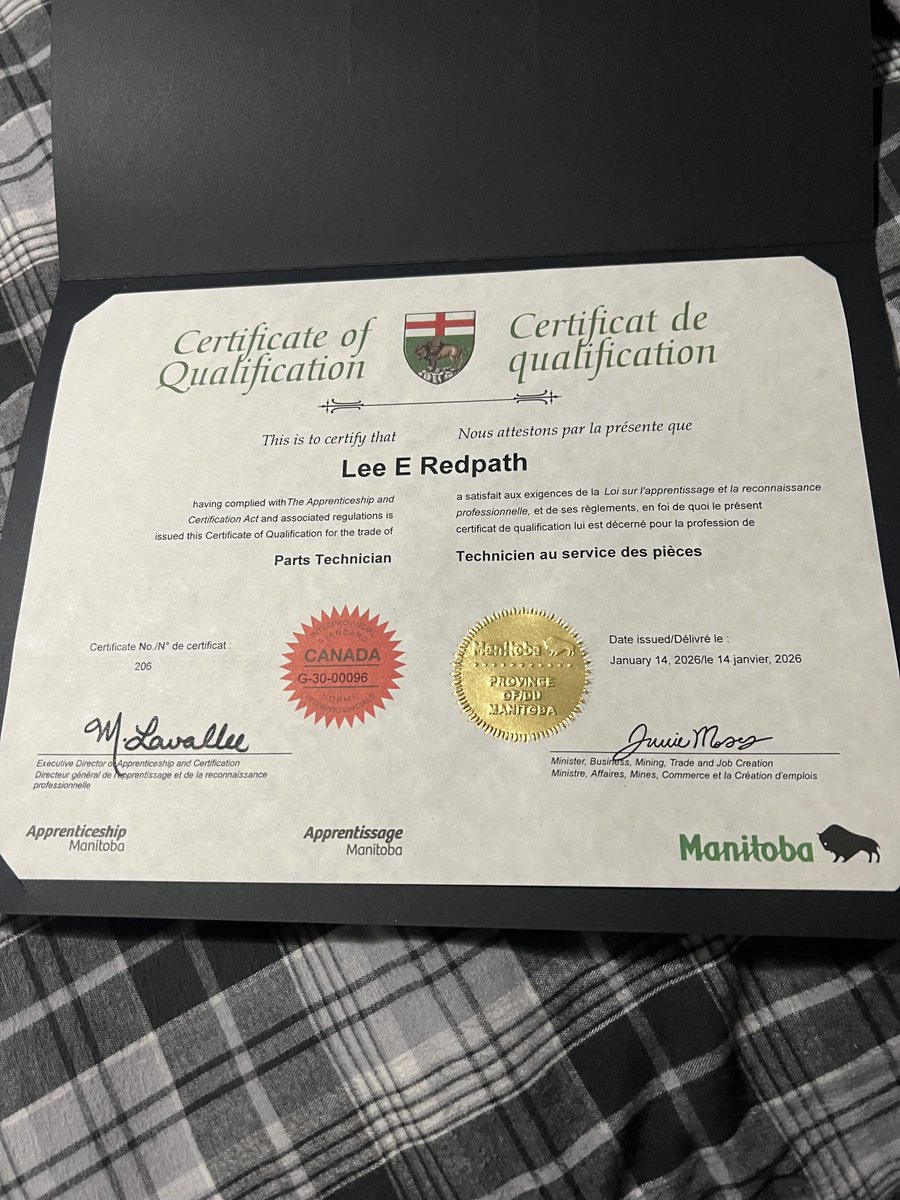 Certificate of
Qualification
Certificat de
qualification
This is to certify that
Nous attestons par la présente que
Lee E Redpath
having complied with The Apprenticeship and
Certification Act and associated regulations is
issued this Certificate of Qualification for the trade of
Parts Technician
a satisfait aux exigences de la Loi sur l'apprentissage et la reconnaissance
professionnelle, et de ses règlements, en foi de quoi le présent
certificat de qualification lui est décerné pour la profession de
Technicien au service des pièces
Certificate No./N° de certificat :
206
INTERPROVINCIAL
STANDARD
CANADA
G-30-00096
NORME
INTERPROVINCIALE
Manitoba
PROVINCE
OF/DU
MANITOBA
Date issued/Délivré le :
January 14, 2026/le 14 janvier, 2026
M. Lavallee
Executive Director of Apprenticeship and Certification
Directeur général de l'apprentissage et de la reconnaissance
professionnelle
Minister, Business, Mining, Trade and Job Creation
Ministre, Affaires, Mines, Commerce et la Création d'emplois
Apprenticeship
Manitoba
Apprentissage
Manitoba
Manitoba